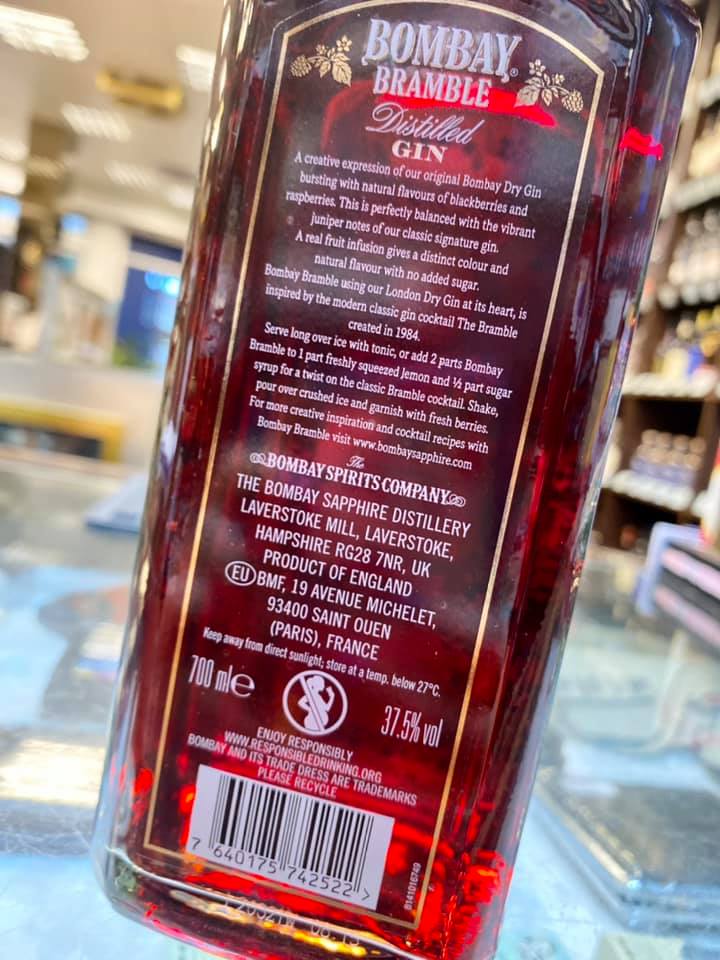 BOMBAY®
BRAMBLE
Distilled
GIN
A creative expression of our original Bombay Dry Gin
bursting with natural flavours of blackberries and
raspberries. This is perfectly balanced with the vibrant
juniper notes of our classic signature gin.
A real fruit infusion gives a distinct colour and
natural flavour with no added sugar.
Bombay Bramble using our London Dry Gin at its heart, is
inspired by the modern classic gin cocktail The Bramble
created in 1984.
Serve long over ice with tonic, or add 2 parts Bombay
Bramble to 1 part freshly squeezed lemon and ½ part sugar
syrup for a twist on the classic Bramble cocktail. Shake,
pour over crushed ice and garnish with fresh berries.
For more creative inspiration and cocktail recipes with
Bombay Bramble visit www.bombaysapphire.com
The
BOMBAY SPIRITS COMPANY
THE BOMBAY SAPPHIRE DISTILLERY
LAVERSTOKE MILL, LAVERSTOKE,
HAMPSHIRE RG28 7NR, UK
PRODUCT OF ENGLAND
EU BMF, 19 AVENUE MICHELET,
93400 SAINT OUEN
(PARIS), FRANCE
Keep away from direct sunlight; store at a temp. below 27°C.
700 ml e
37.5% vol
ENJOY RESPONSIBLY
WWW.RESPONSIBLEDRINKING.ORG
BOMBAY AND ITS TRADE DRESS ARE TRADEMARKS
PLEASE RECYCLE
7 640175 742522 >
8141016749